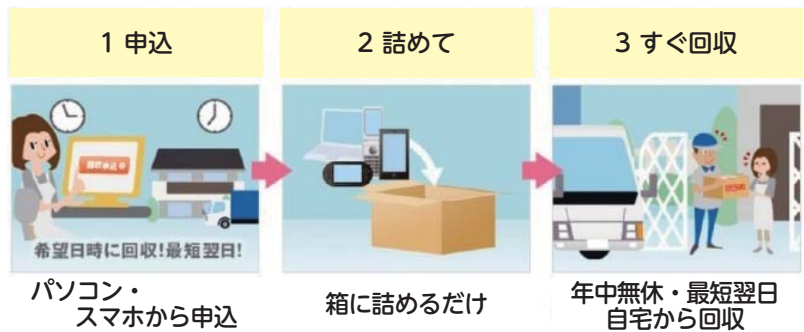 1 申込
2 詰めて
3 すぐ回収
回収申込
希望日時に回収!最短翌日!
パソコン・
スマホから申込
箱に詰めるだけ
年中無休・最短翌日
自宅から回収